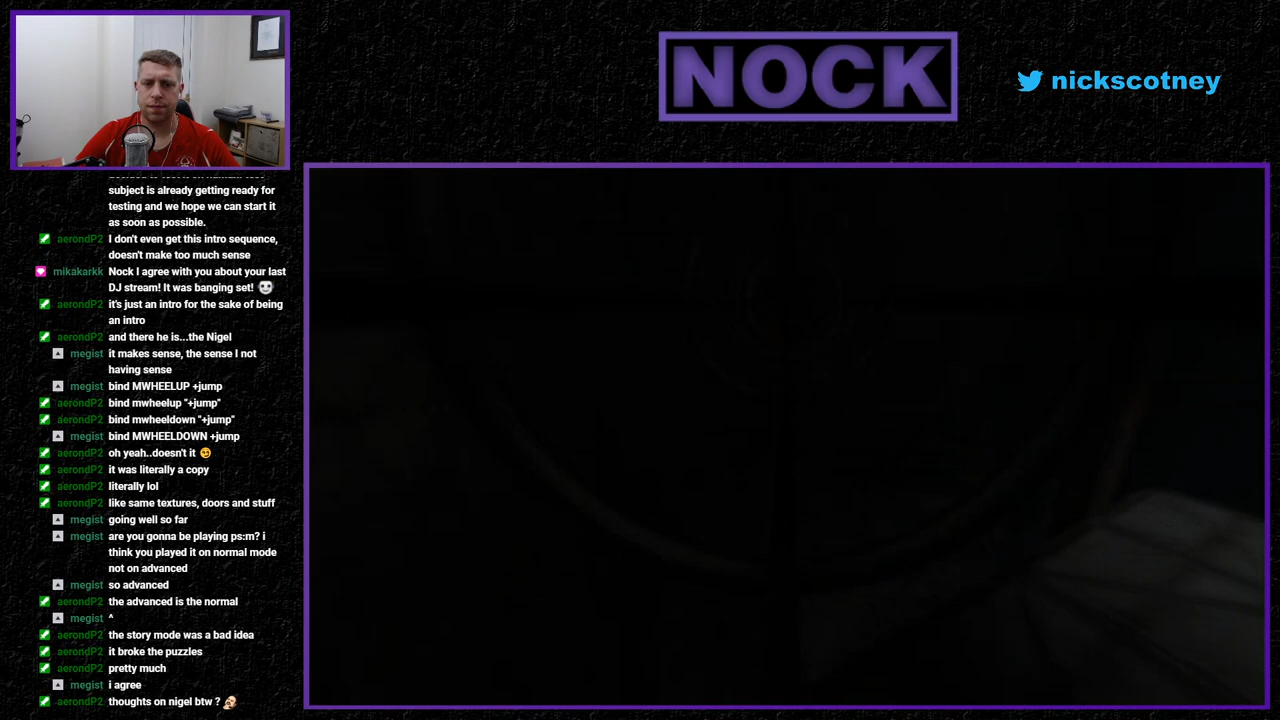 NOCK
nickscotney
subject is already getting ready for
testing and we hope we can start it
as soon as possible.
aerondP2 I don't even get this intro sequence,
doesn't make too much sense
mikakarkk Nock I agree with you about your last
DJ stream! It was banging set!
aerondP2 it's just an intro for the sake of being
an intro
aerondP2 and there he is...the Nigel
megist it makes sense, the sense I not
having sense
megist bind MWHEELUP +jump
aerondP2 bind mwheelup "+jump"
aerondP2 bind mwheeldown "+jump"
megist bind MWHEELDOWN +jump
aerondP2 oh yeah..doesn't it
aerondP2 it was literally a copy
aerondP2 literally lol
aerondP2 like same textures, doors and stuff
megist going well so far
megist are you gonna be playing ps:m? i
think you played it on normal mode
not on advanced
megist so advanced
aerondP2 the advanced is the normal
megist ^
aerondP2 the story mode was a bad idea
aerondP2 it broke the puzzles
aerondP2 pretty much
megist i agree
aerondP2 thoughts on nigel btw ?